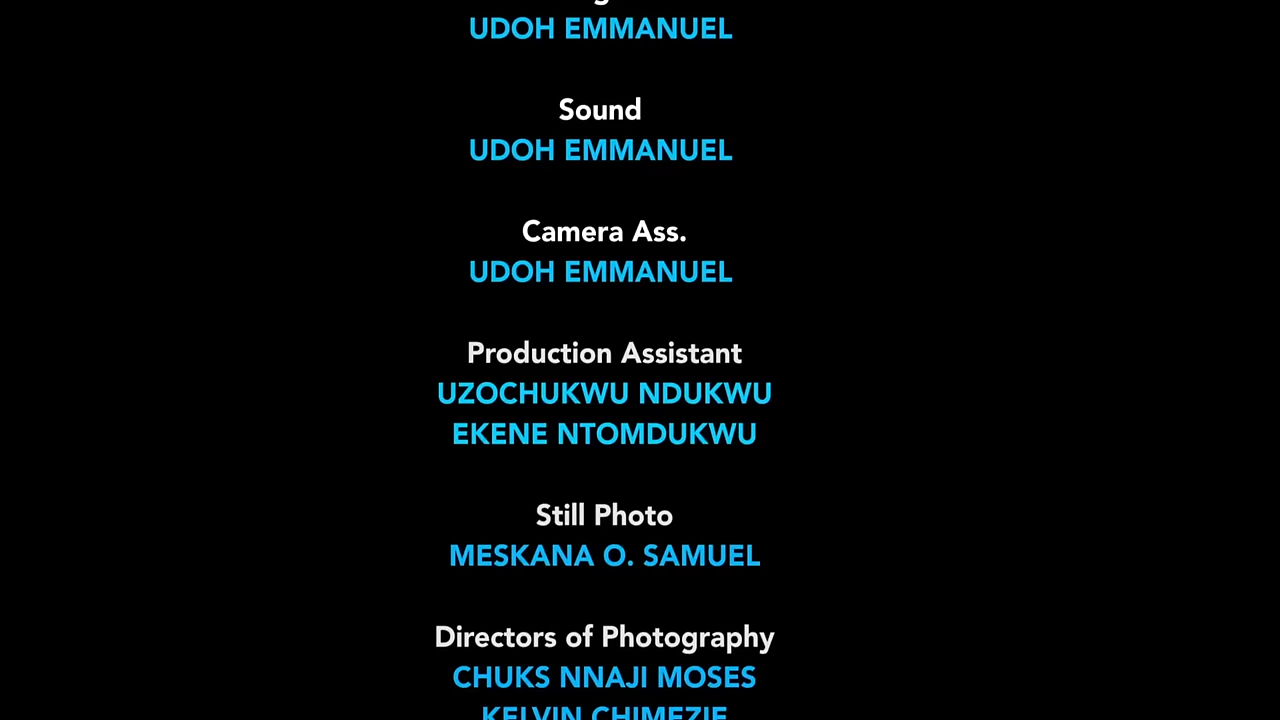 UDOH EMMANUEL
Sound
UDOH EMMANUEL
Camera Ass.
UDOH EMMANUEL
Production Assistant
UZOCHUKWU NDUKWU
EKENE NTOMDUKWU
Still Photo
MESKANA O. SAMUEL
Directors of Photography
CHUKS NNAJI MOSES
KELVIN CHIMEZIE